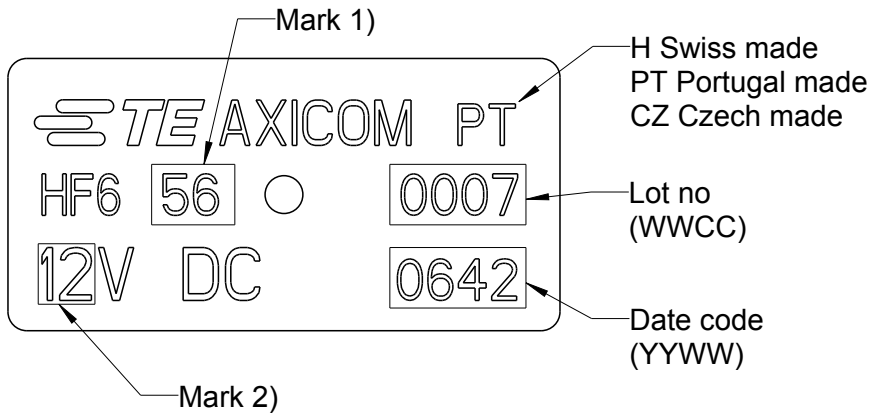 Mark 1)
H Swiss made
PT Portugal made
CZ Czech made
TE AXICOM PT
HF6 56 0007
Lot no
(WWCC)
12V DC 0642
Date code
(YYWW)
Mark 2)